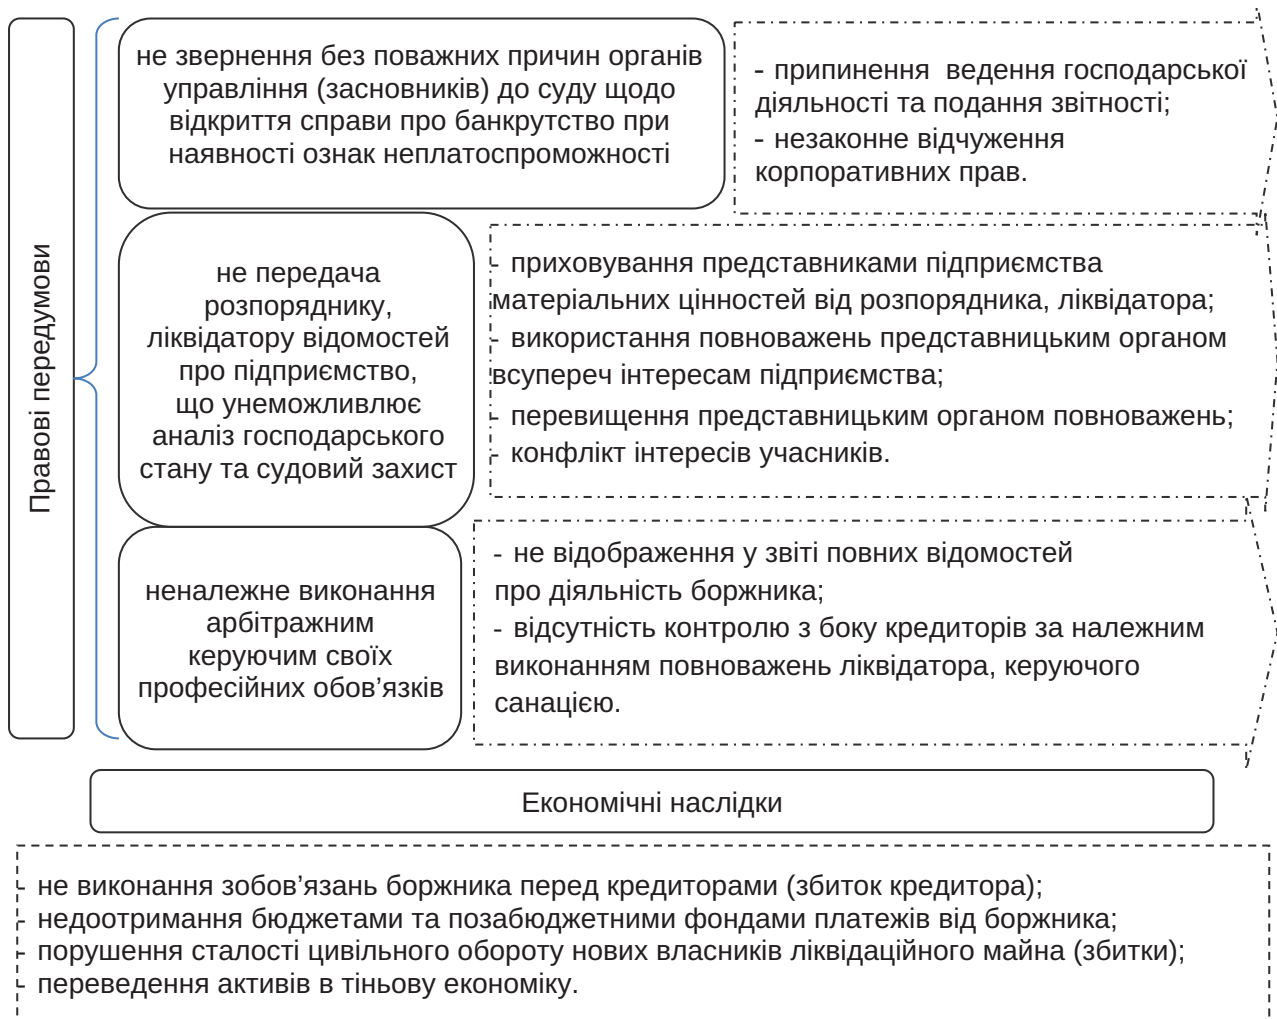 Правові передумови
не звернення без поважних причин органів
управління (засновників) до суду щодо
відкриття справи про банкрутство при
наявності ознак неплатоспроможності
- припинення ведення господарської
діяльності та подання звітності;
- незаконне відчуження
корпоративних прав.
не передача
розпоряднику,
ліквідатору відомостей
про підприємство,
що унеможливлює
аналіз господарського
стану та судовий захист
- приховування представниками підприємства
матеріальних цінностей від розпорядника, ліквідатора;
- використання повноважень представницьким органом
всупереч інтересам підприємства;
- перевищення представницьким органом повноважень;
- конфлікт інтересів учасників.
неналежне виконання
арбітражним
керуючим своїх
професійних обов’язків
- не відображення у звіті повних відомостей
про діяльність боржника;
- відсутність контролю з боку кредиторів за належним
виконанням повноважень ліквідатора, керуючого
санацією.
Економічні наслідки
- не виконання зобов’язань боржника перед кредиторами (збиток кредитора);
- недоотримання бюджетами та позабюджетними фондами платежів від боржника;
- порушення сталості цивільного обороту нових власників ліквідаційного майна (збитки);
- переведення активів в тіньову економіку.